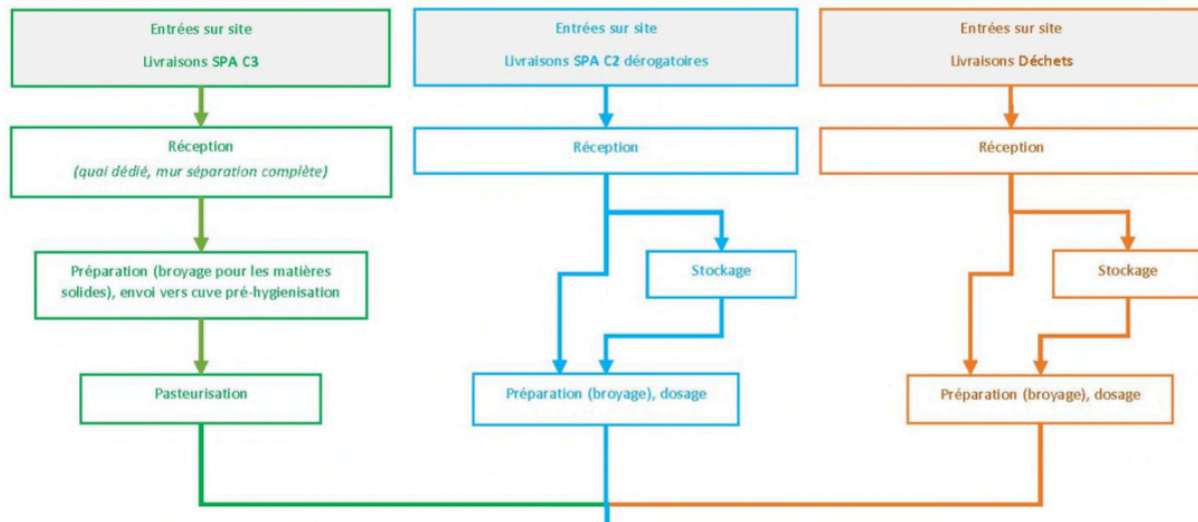 Entrées sur site
Livraisons SPA C3
Entrées sur site
Livraisons SPA C2 dérogatoires
Entrées sur site
Livraisons Déchets
Réception
(quai dédié, mur séparation complète)
Réception
Réception
Préparation (broyage pour les matières
solides), envoi vers cuve pré-hygienisation
Stockage
Stockage
Pasteurisation
Préparation (broyage), dosage
Préparation (broyage), dosage